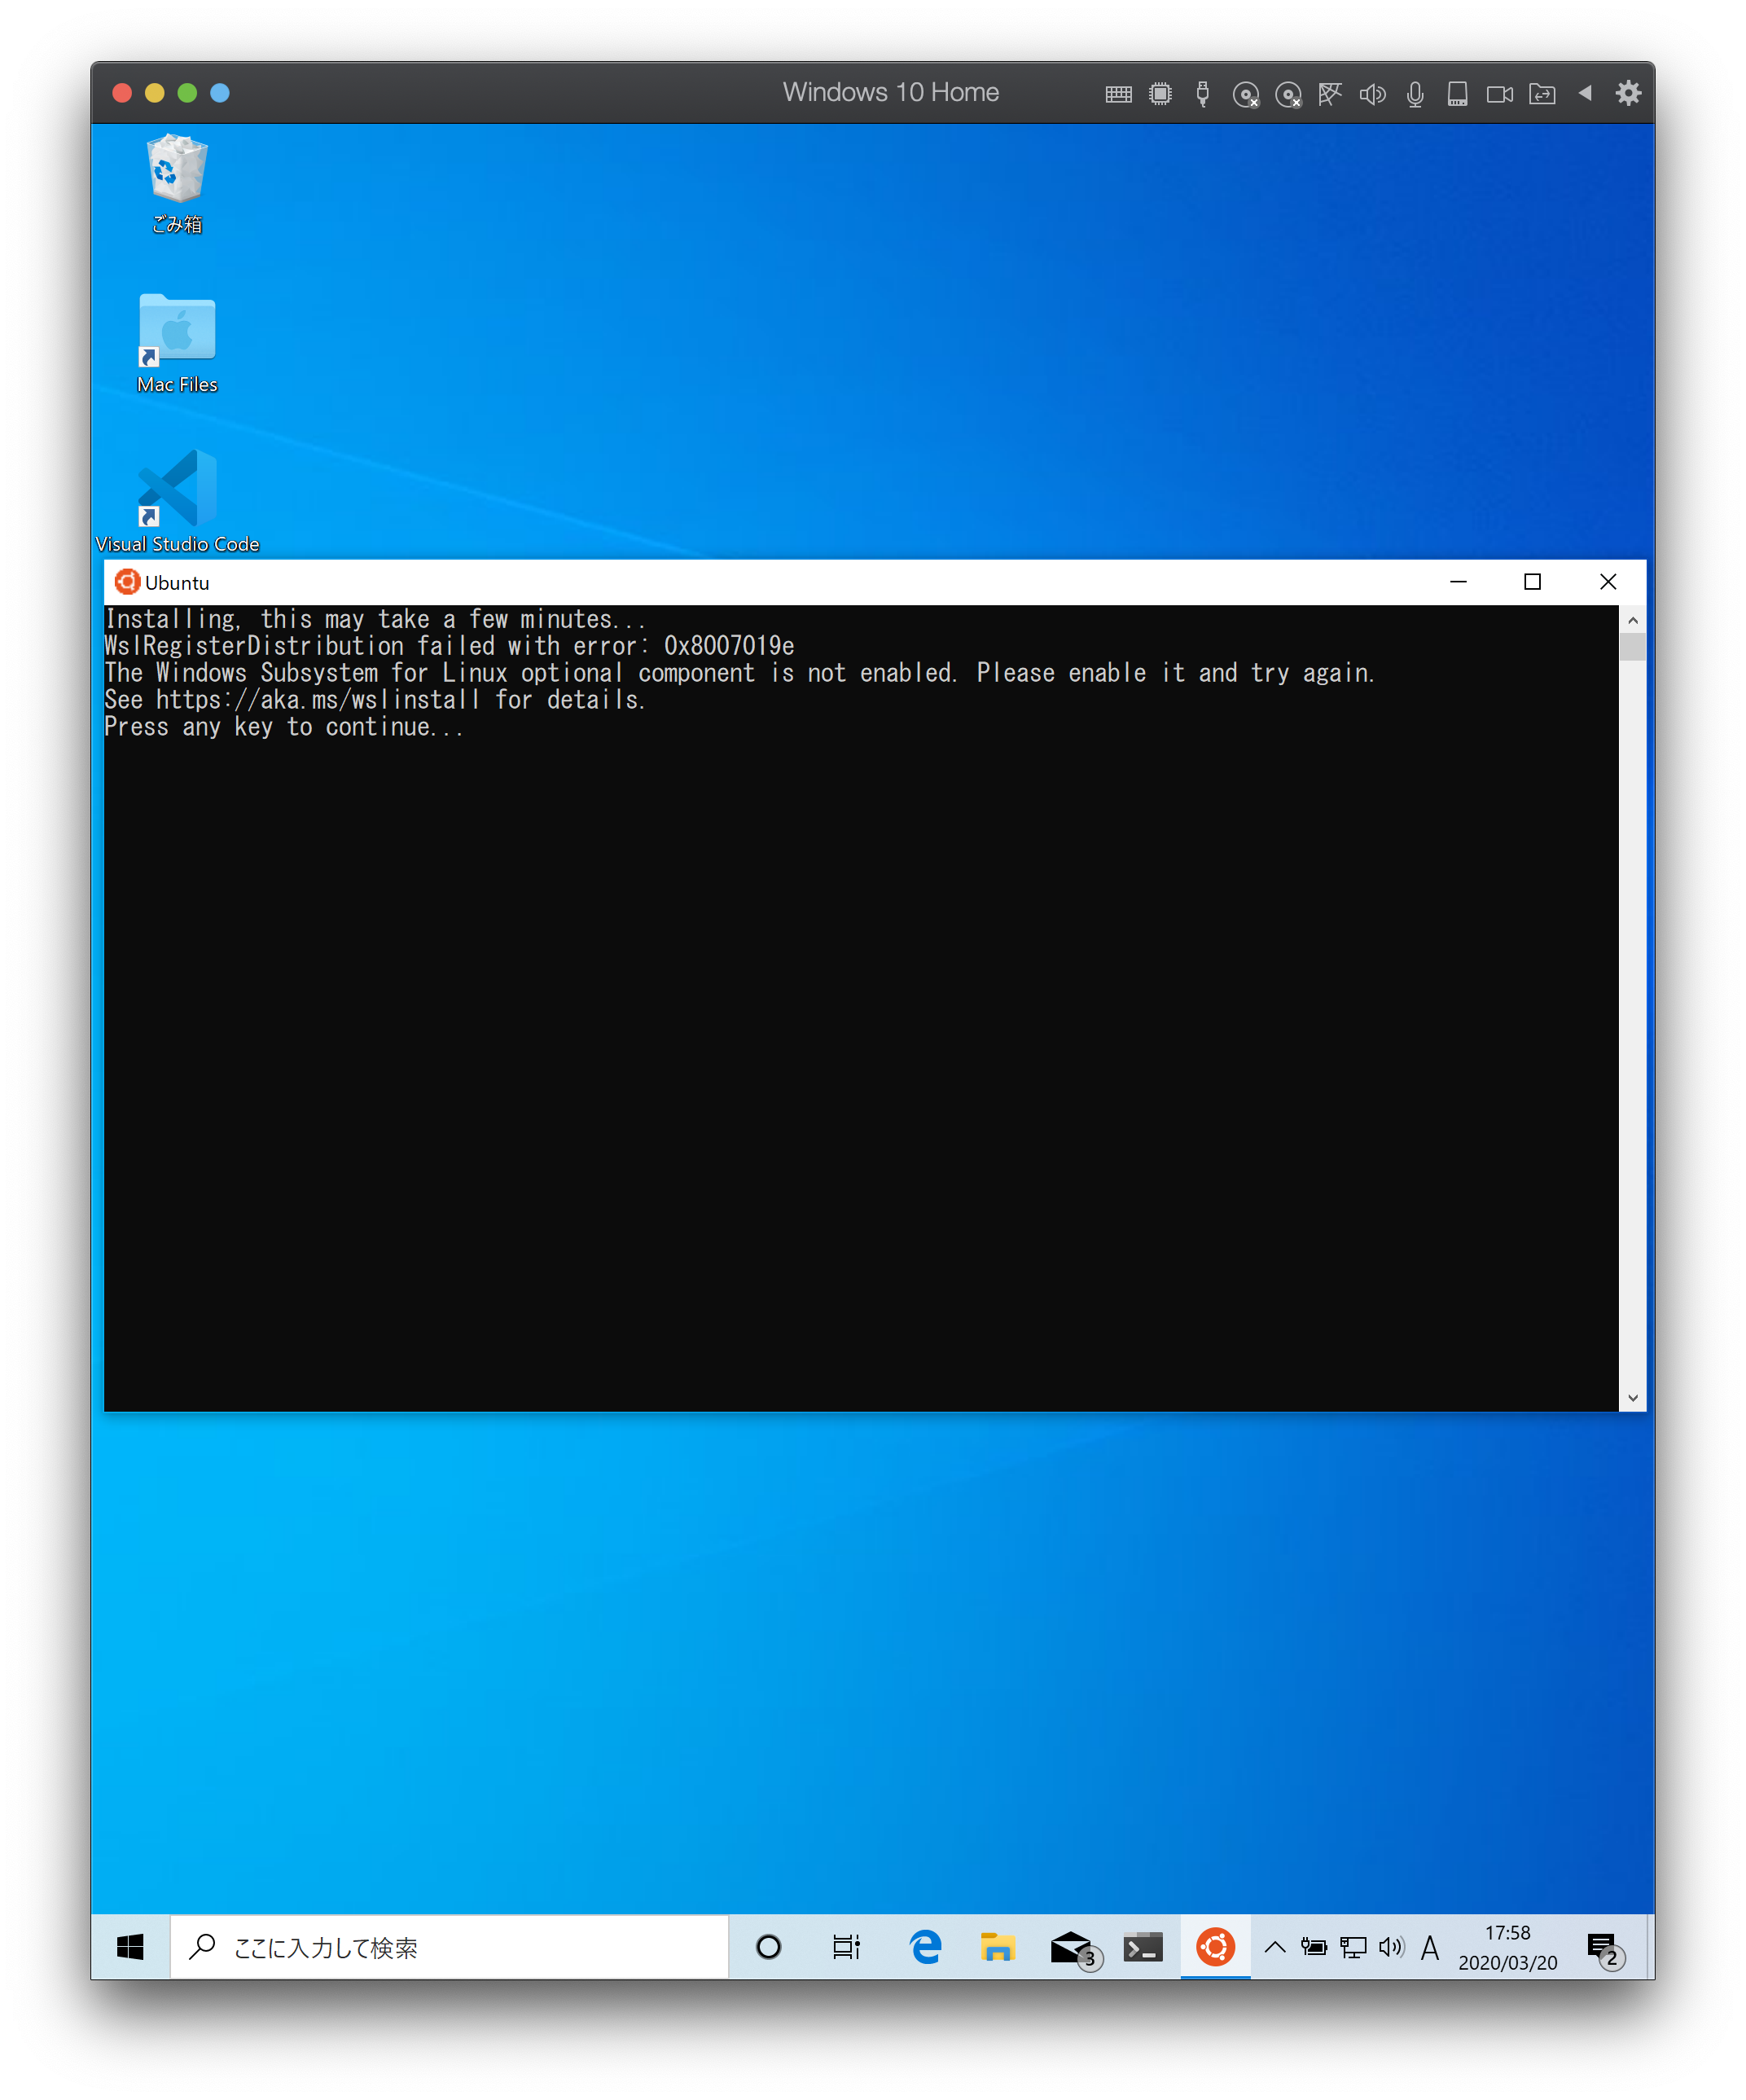 Windows 10 Home
ごみ箱
Mac Files
Visual Studio Code
Ubuntu
Installing, this may take a few minutes...
WslRegisterDistribution failed with error: 0x8007019e
The Windows Subsystem for Linux optional component is not enabled. Please enable it and try again.
See https://aka.ms/wslinstall for details.
Press any key to continue...
ここに入力して検索
3
A
17:58
2020/03/20
2